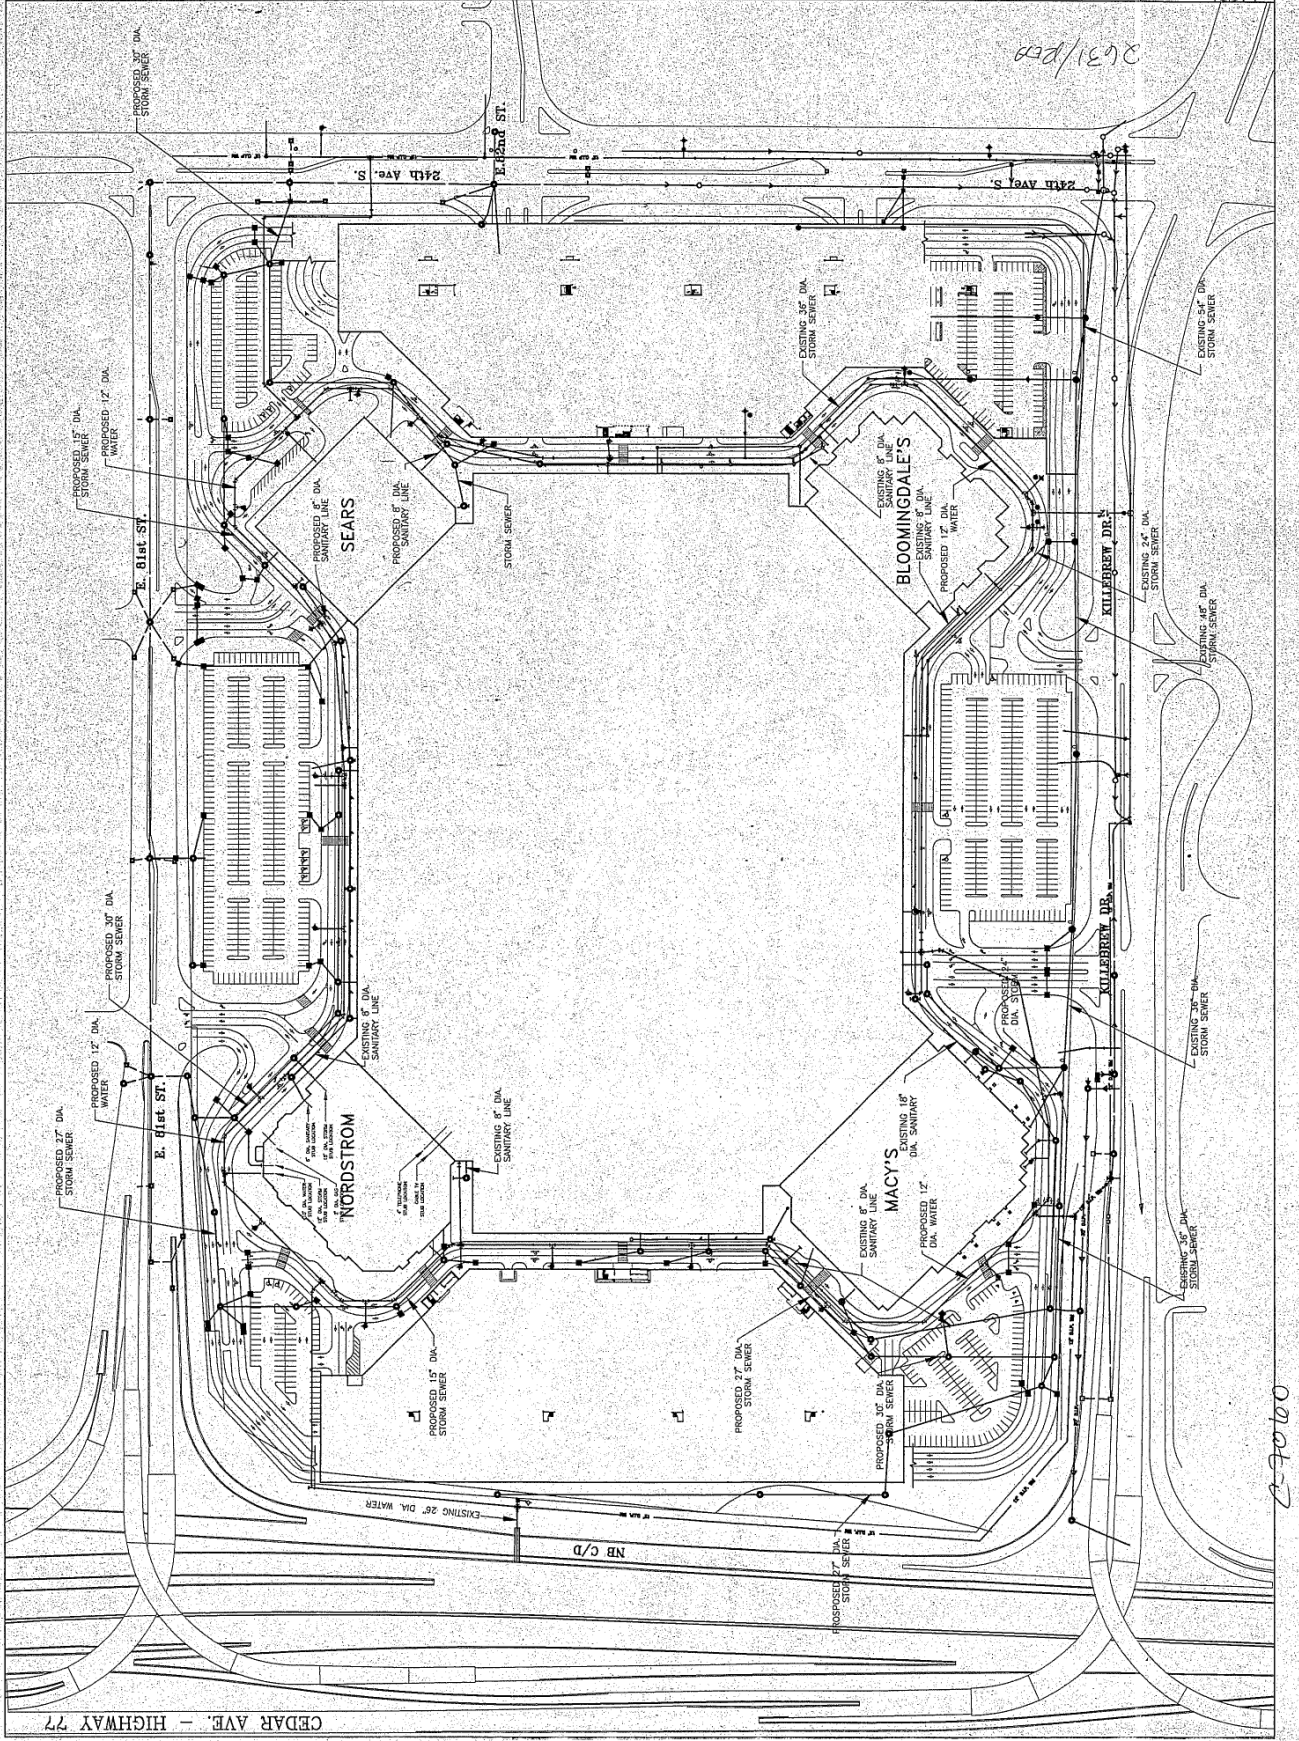 2631/RED
PROPOSED 30" DIA.
STORM SEWER
E. 82nd ST.
24th Ave. S.
24th Ave. S.
EXISTING 36" DIA.
STORM SEWER
EXISTING 54" DIA.
STORM SEWER
PROPOSED 12" DIA.
WATER
PROPOSED 15" DIA.
STORM SEWER
E. 81st ST.
PROPOSED 8" DIA.
SANITARY LINE
SEARS
PROPOSED 8" DIA.
SANITARY LINE
STORM SEWER
EXISTING 8" DIA.
SANITARY LINE
BLOOMINGDALE'S
EXISTING 8" DIA.
SANITARY LINE
PROPOSED 12" DIA.
WATER
KILLEBREW DR.
EXISTING 24" DIA.
STORM SEWER
EXISTING 48" DIA.
STORM SEWER
PROPOSED 30" DIA.
STORM SEWER
KILLEBREW DR.
PROPOSED 24"
DIA. STORM
EXISTING 36" DIA.
STORM SEWER
PROPOSED 12" DIA.
WATER
EXISTING 8" DIA.
SANITARY LINE
E. 81st ST.
PROPOSED 27" DIA.
STORM SEWER
NORDSTROM
EXISTING 8" DIA.
SANITARY LINE
EXISTING 18"
DIA. SANITARY
MACY'S
EXISTING 8" DIA.
SANITARY LINE
PROPOSED 12"
DIA. WATER
EXISTING 36" DIA.
STORM SEWER
PROPOSED 15" DIA.
STORM SEWER
PROPOSED 27" DIA.
STORM SEWER
PROPOSED 30" DIA.
STORM SEWER
EXISTING 26" DIA. WATER
NB C/D
PROSPOSED 27" DIA.
STORM SEWER
CEDAR AVE. - HIGHWAY 77
C-7060